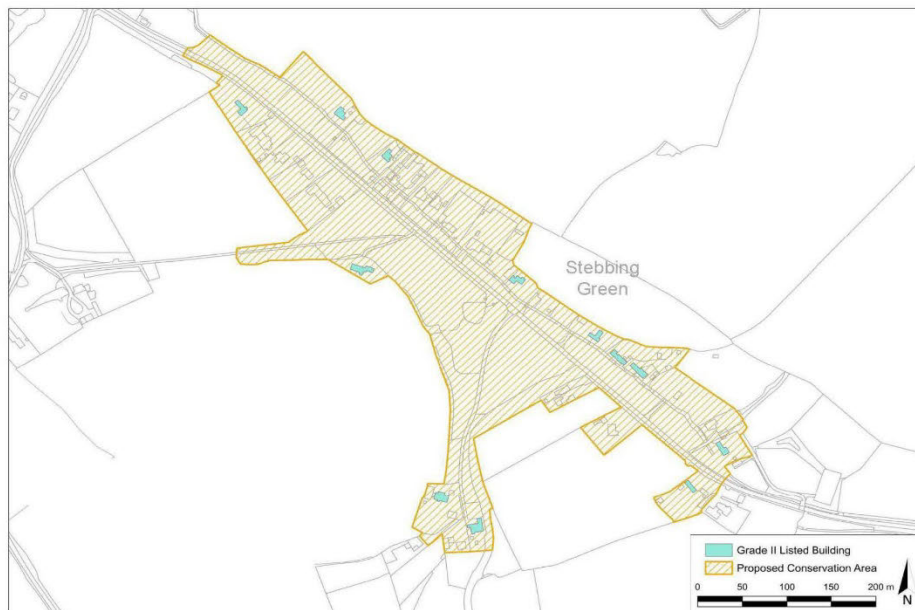 Stebbing
Green
Grade II Listed Building
Proposed Conservation Area
0 50 100 150 200 m
N